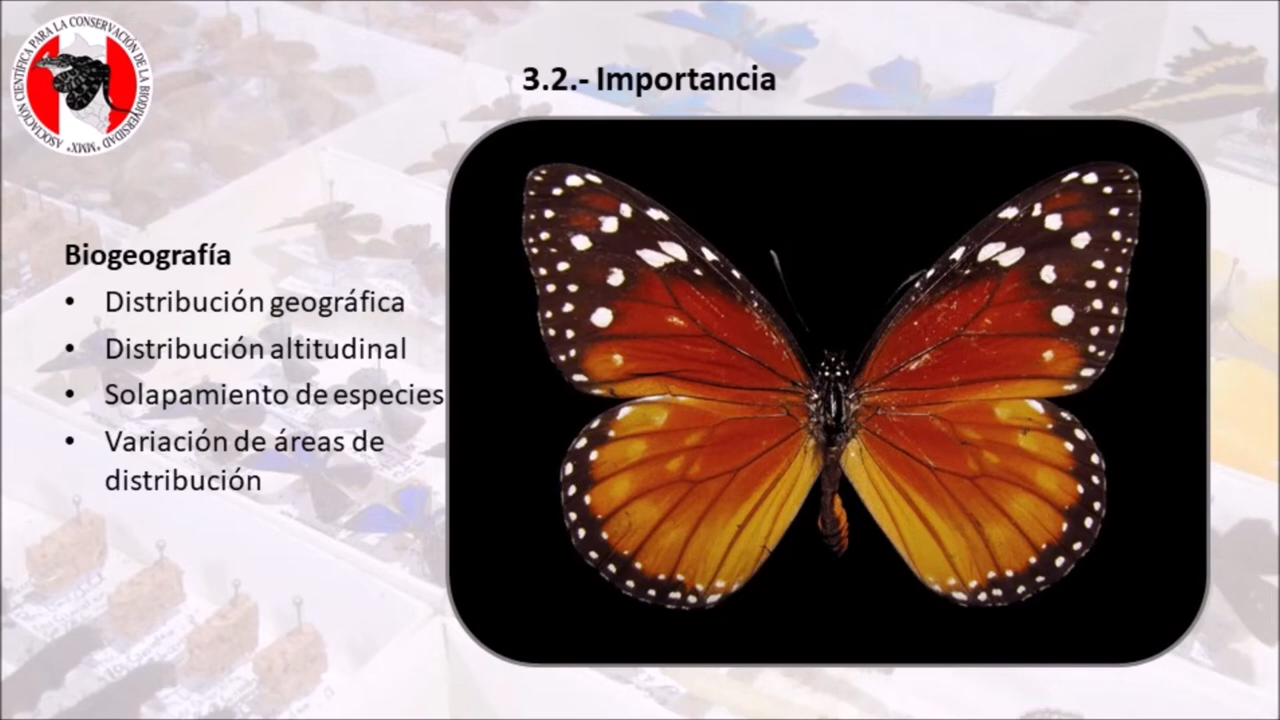 ASOCIACIÓN CIENTÍFICA PARA LA CONSERVACIÓN DE LA BIODIVERSIDAD *MMX*
3.2.- Importancia
Biogeografía
• Distribución geográfica
• Distribución altitudinal
• Solapamiento de especies
• Variación de áreas de
distribución